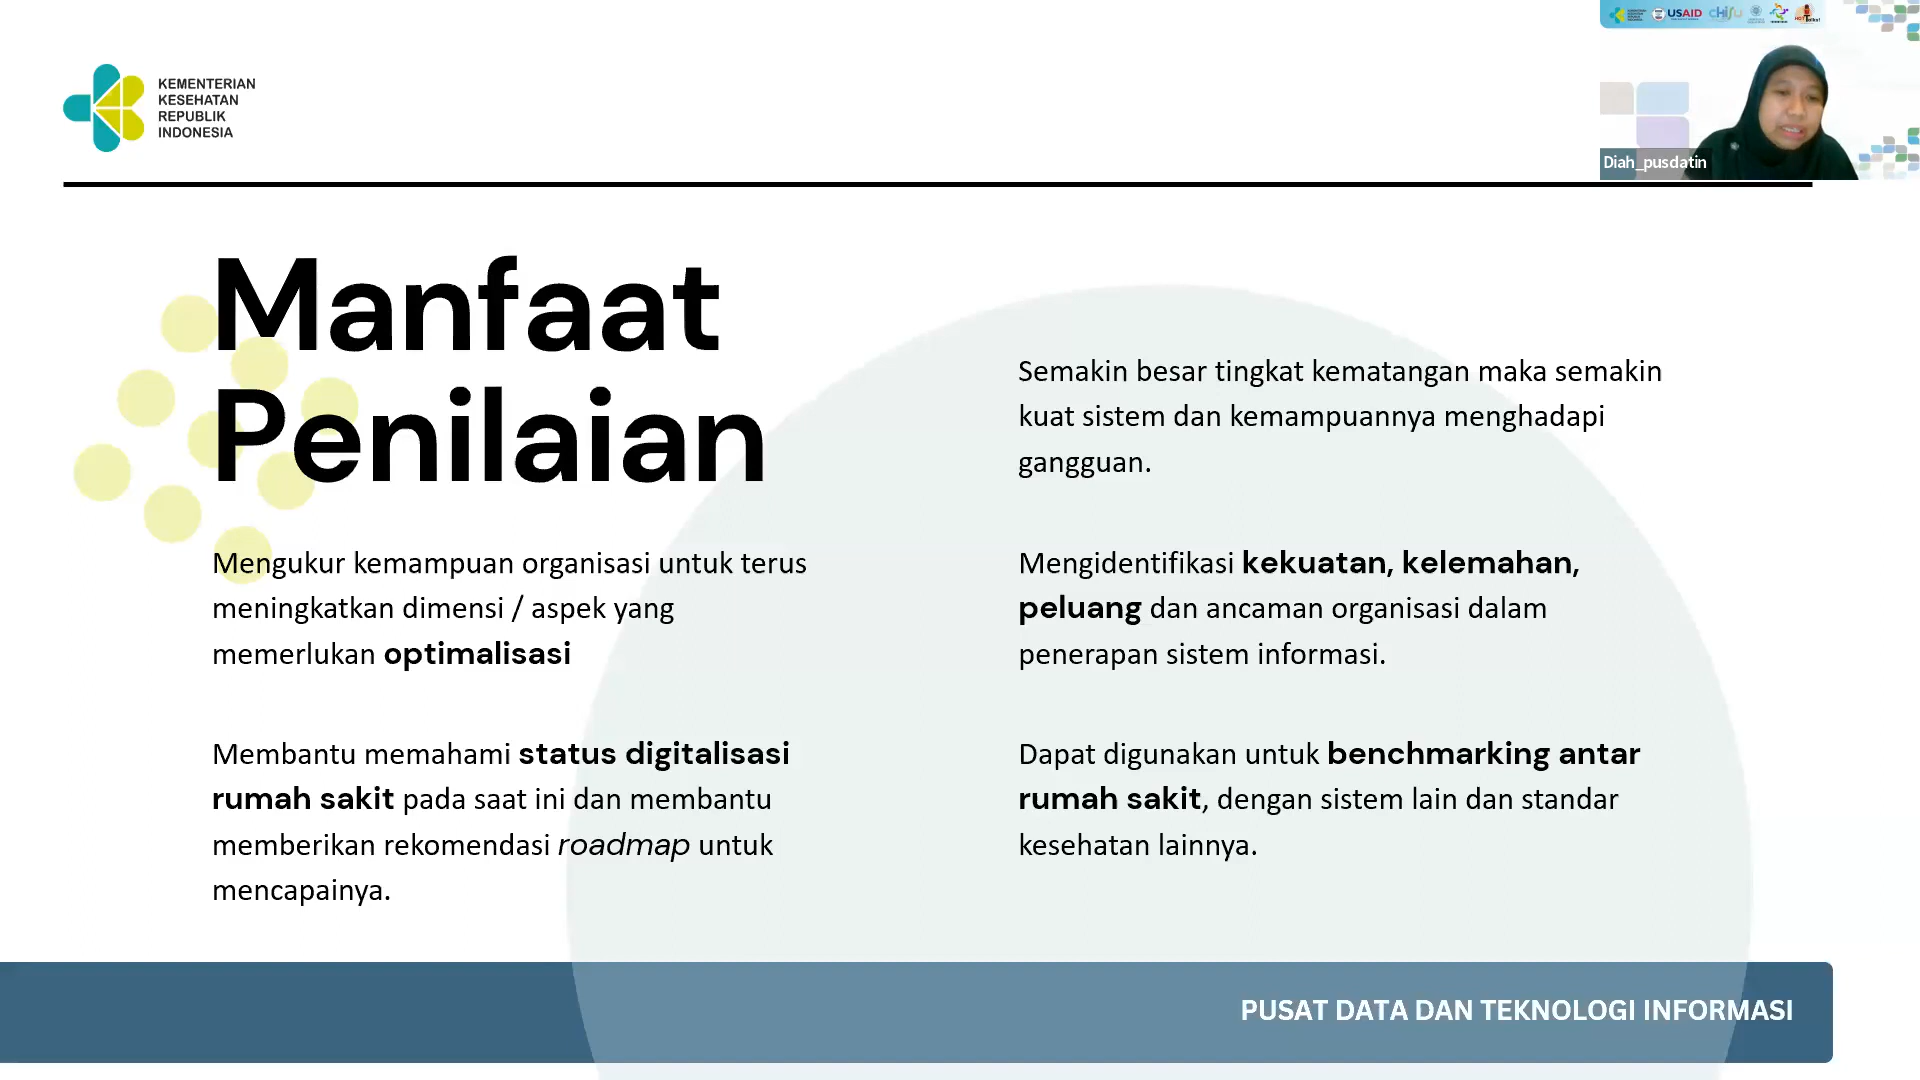 KEMENTERIAN
KESEHATAN
REPUBLIK
INDONESIA
USAID
CHISU
Diah_pusdatin
Manfaat
Penilaian
Mengukur kemampuan organisasi untuk terus
meningkatkan dimensi / aspek yang
memerlukan optimalisasi
Membantu memahami status digitalisasi
rumah sakit pada saat ini dan membantu
memberikan rekomendasi roadmap untuk
mencapainya.
Semakin besar tingkat kematangan maka semakin
kuat sistem dan kemampuannya menghadapi
gangguan.
Mengidentifikasi kekuatan, kelemahan,
peluang dan ancaman organisasi dalam
penerapan sistem informasi.
Dapat digunakan untuk benchmarking antar
rumah sakit, dengan sistem lain dan standar
kesehatan lainnya.
PUSAT DATA DAN TEKNOLOGI INFORMASI